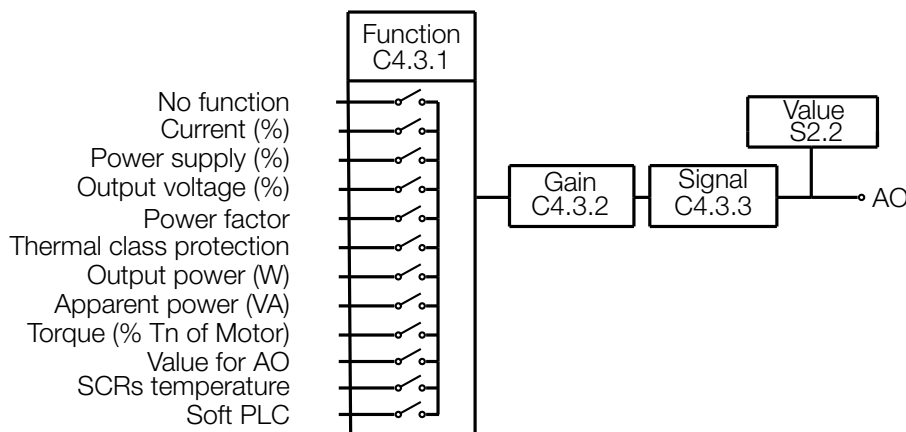 Function
C4.3.1
No function
Current (%)
Power supply (%)
Output voltage (%)
Power factor
Thermal class protection
Output power (W)
Apparent power (VA)
Torque (% Tn of Motor)
Value for AO
SCRs temperature
Soft PLC
Gain
C4.3.2
Signal
C4.3.3
Value
S2.2
AO